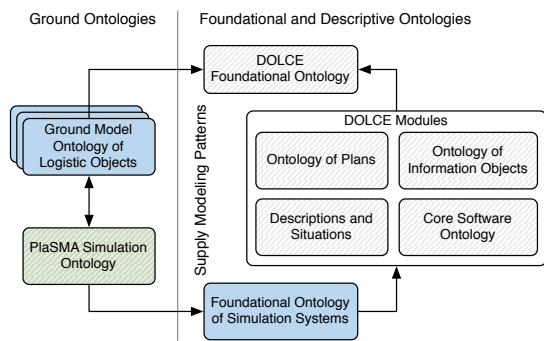 Ground Ontologies
Foundational and Descriptive Ontologies
DOLCE
Foundational Ontology
Ground Model
Ontology of
Logistic Objects
Supply Modeling Patterns
DOLCE Modules
Ontology of Plans
Ontology of
Information Objects
Descriptions and
Situations
Core Software
Ontology
PlaSMA Simulation
Ontology
Foundational Ontology
of Simulation Systems